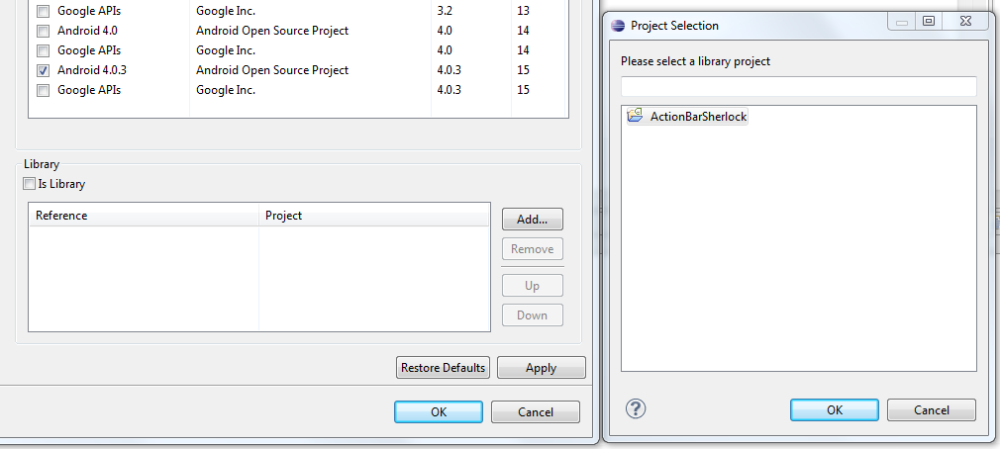 Google APIs Google Inc. 3.2 13
Android 4.0 Android Open Source Project 4.0 14
Google APIs Google Inc. 4.0 14
Android 4.0.3 Android Open Source Project 4.0.3 15
Google APIs Google Inc. 4.0.3 15
Library
Is Library
Reference Project
Add...
Remove
Up
Down
Restore Defaults Apply
OK Cancel
Project Selection
Please select a library project
ActionBarSherlock
OK Cancel